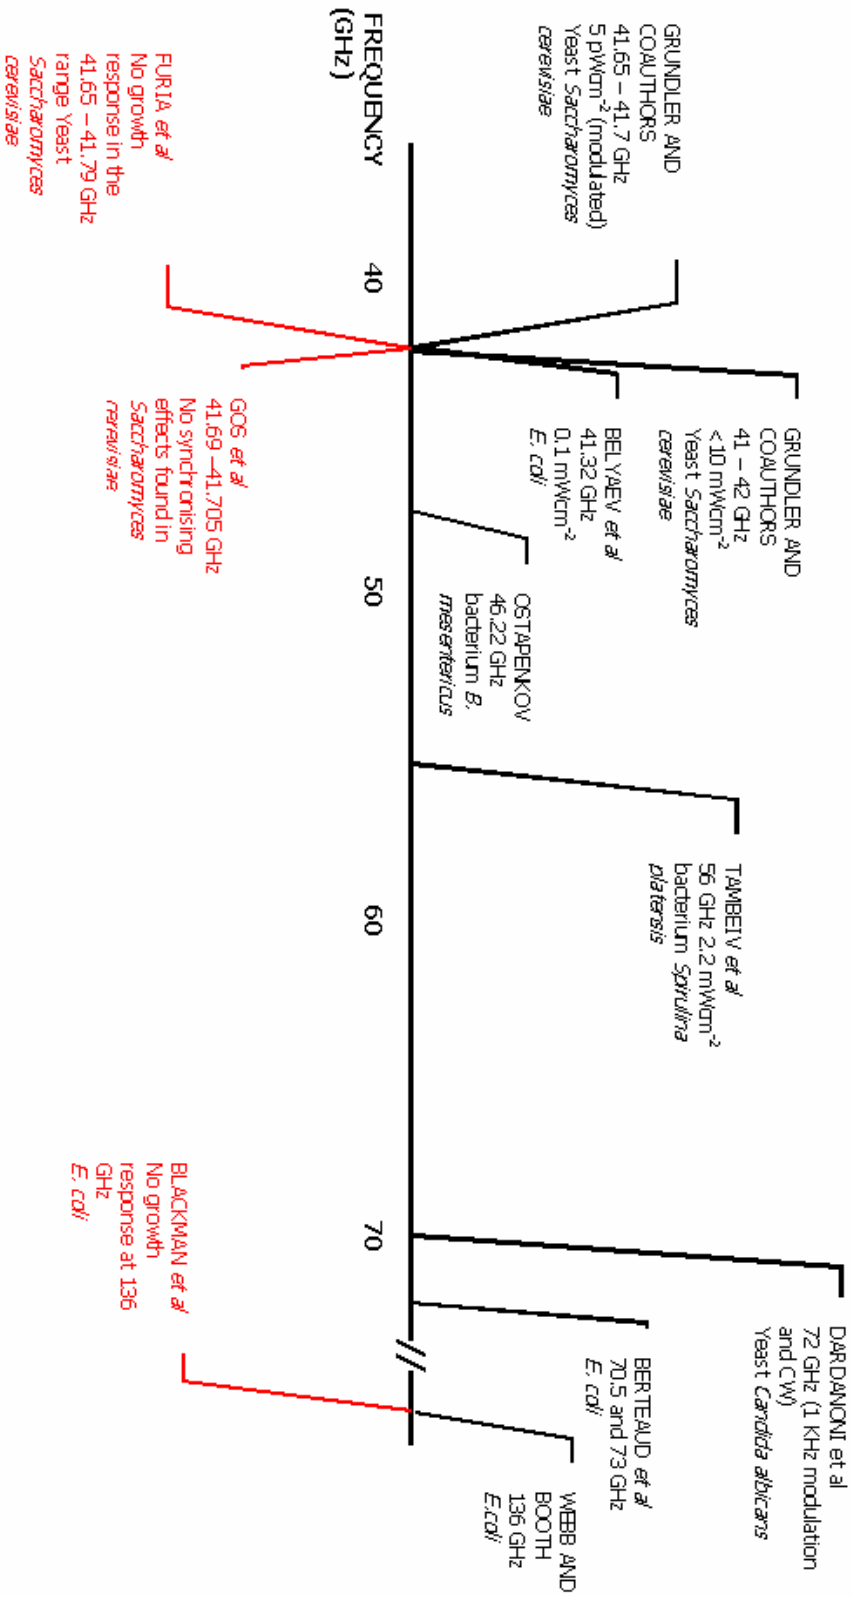 GRUNDLER AND
COAUTHORS
41.65 – 41.7 GHz
5 pWcm⁻² (modulated)
Yeast Saccharomyces
cerevisiae
GRUNDLER AND
COAUTHORS
41 – 42 GHz
<10 mWcm⁻²
Yeast Saccharomyces
cerevisiae
BELYAEV et al
41.32 GHz
0.1 mWcm⁻²
E. coli
OSTAPENKOV
46.22 GHz
bacterium B.
mesentericus
TAMBEIV et al
56 GHz 2.2 mWcm⁻²
bacterium Spirulina
platensis
DARDANONI et al
72 GHz (1 KHz modulation
and CW)
Yeast Candida albicans
BERTEAUD et al
70.5 and 73 GHz
E. coli
WEBB AND
BOOTH
136 GHz
E.coli
FREQUENCY
(GHz)
40
50
60
70
FURIA et al
No growth
response in the
41.65 – 41.79 GHz
range Yeast
Saccharomyces
cerevisiae
GOS et al
41.69 –41.705 GHz
No synchronising
effects found in
Saccharomyces
cerevisiae
BLACKMAN et al
No growth
response at 136
GHz
E. coli